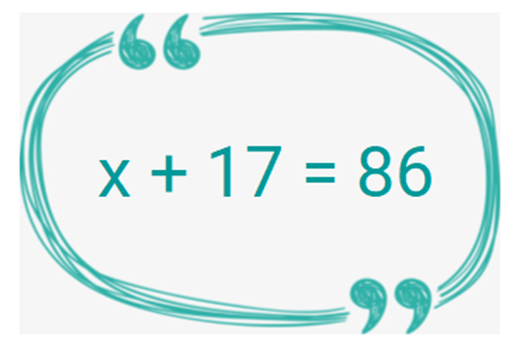 x + 17 = 86